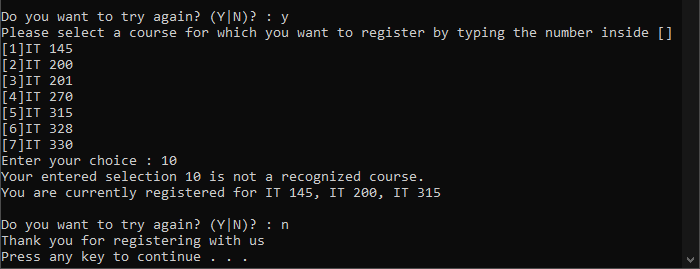 Do you want to try again? (Y|N)? : y
Please select a course for which you want to register by typing the number inside []
[1]IT 145
[2]IT 200
[3]IT 201
[4]IT 270
[5]IT 315
[6]IT 328
[7]IT 330
Enter your choice : 10
Your entered selection 10 is not a recognized course.
You are currently registered for IT 145, IT 200, IT 315
Do you want to try again? (Y|N)? : n
Thank you for registering with us
Press any key to continue . . .